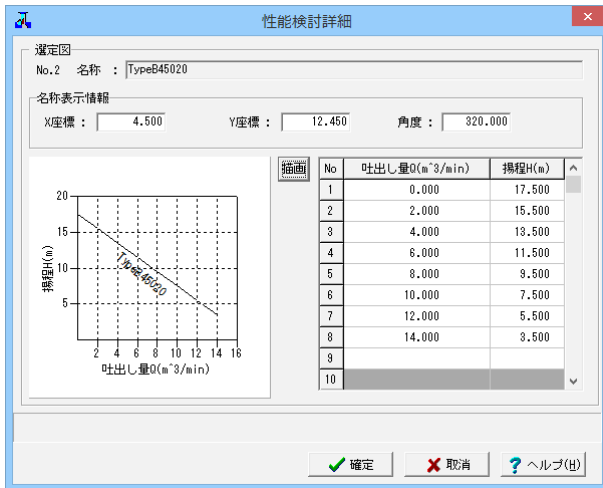 性能検討詳細
選定図
No.2 名称 : TypeB45020
名称表示情報
X座標 : 4.500 Y座標 : 12.450 角度 : 320.000
描画
20
15
10
5
揚程H(m)
TypeB45020
2 4 6 8 10 12 14 16
吐出し量Q(m^3/min)
No 吐出し量Q(m^3/min) 揚程H(m)
1 0.000 17.500
2 2.000 15.500
3 4.000 13.500
4 6.000 11.500
5 8.000 9.500
6 10.000 7.500
7 12.000 5.500
8 14.000 3.500
9
10
確定 取消 ヘルプ(H)